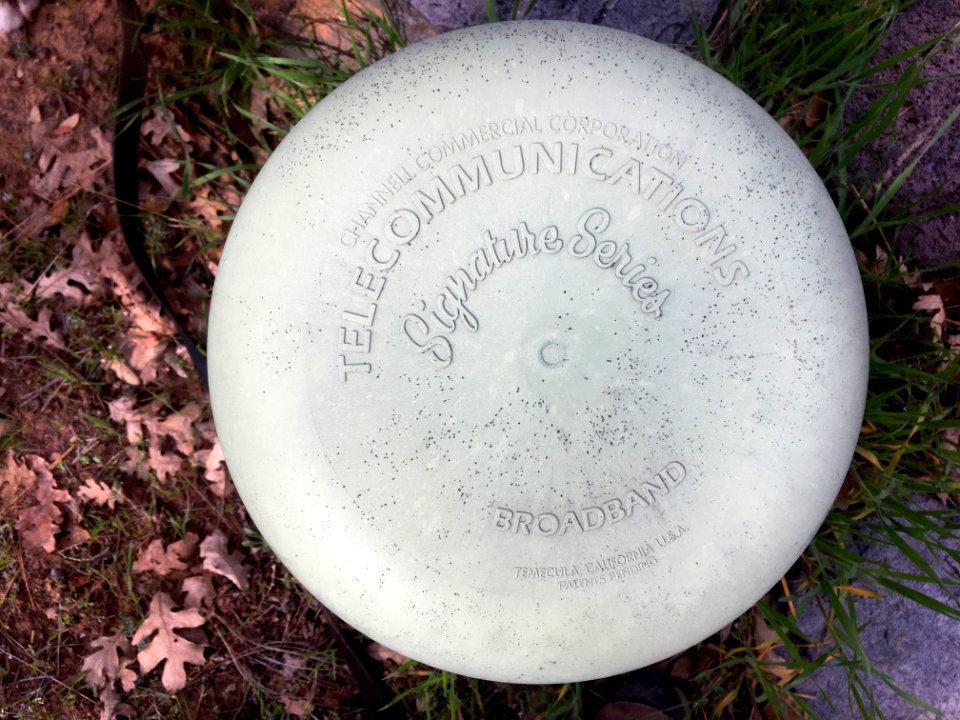 CHANNELL COMMERCIAL CORPORATION
TELECOMMUNICATIONS
Signature Series
BROADBAND
TEMECULA, CALIFORNIA U.S.A.
PATENTS PENDING